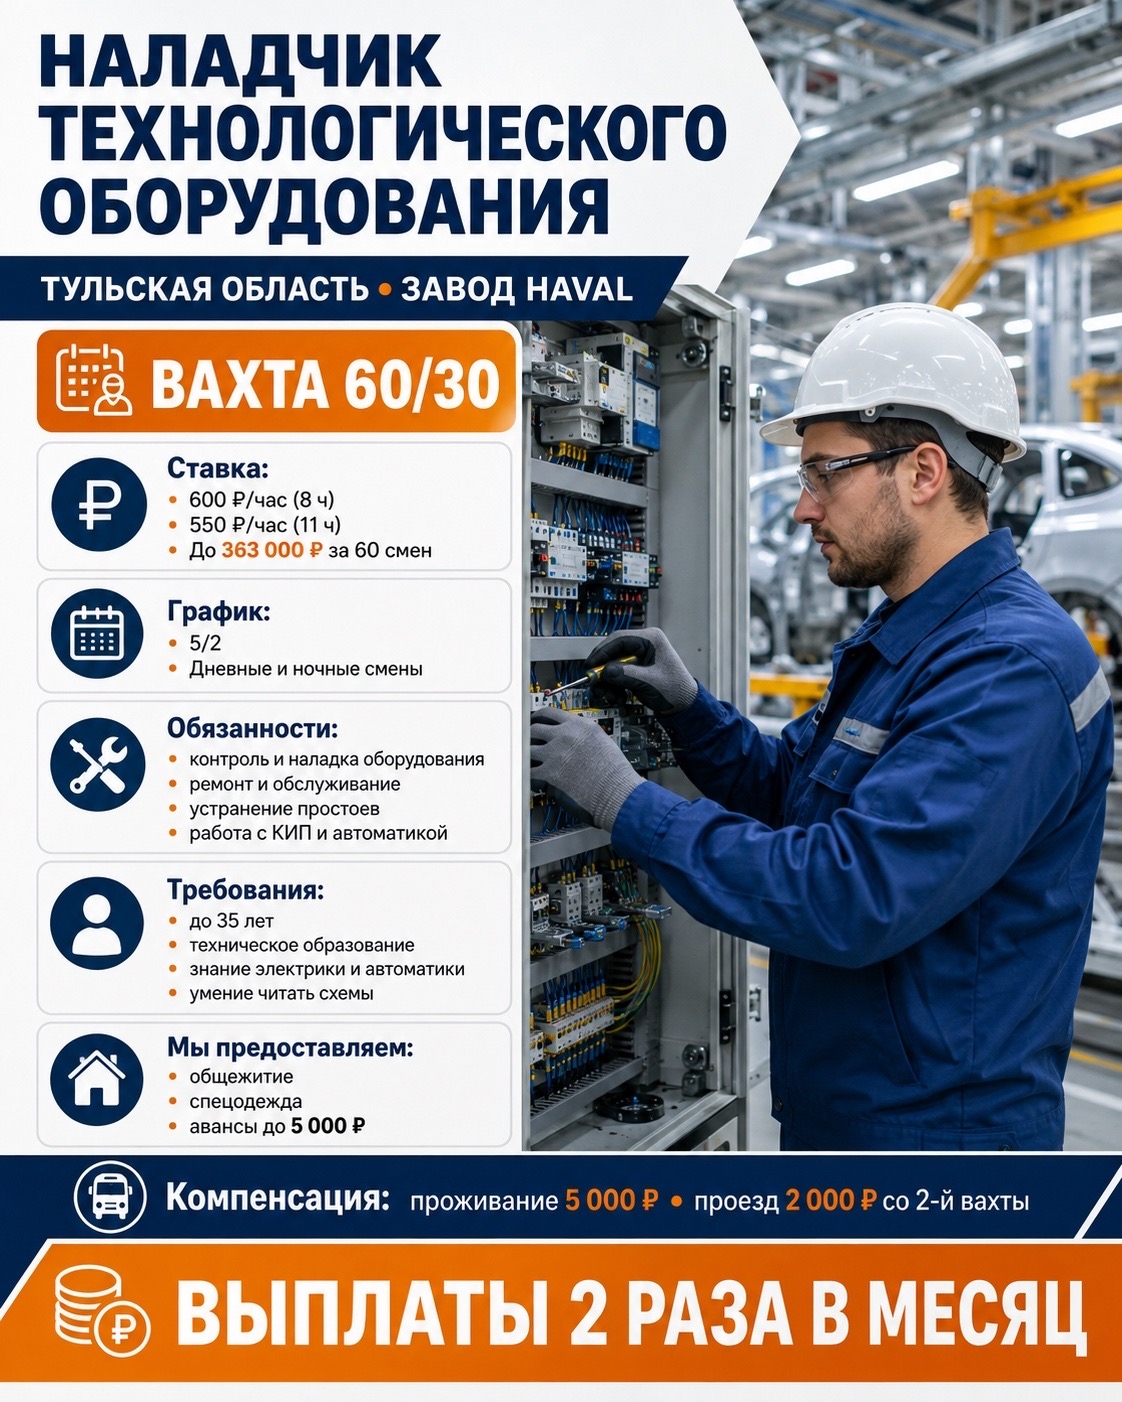 НАЛАДЧИК
ТЕХНОЛОГИЧЕСКОГО
ОБОРУДОВАНИЯ
ТУЛЬСКАЯ ОБЛАСТЬ • ЗАВОД HAVAL
ВАХТА 60/30
Ставка:
• 600 ₽/час (8 ч)
• 550 ₽/час (11 ч)
• До 363 000 ₽ за 60 смен
График:
• 5/2
• Дневные и ночные смены
Обязанности:
• контроль и наладка оборудования
• ремонт и обслуживание
• устранение простоев
• работа с КИП и автоматикой
Требования:
• до 35 лет
• техническое образование
• знание электрики и автоматики
• умение читать схемы
Мы предоставляем:
• общежитие
• спецодежда
• авансы до 5 000 ₽
Компенсация: проживание 5 000 ₽ • проезд 2 000 ₽ со 2-й вахты
ВЫПЛАТЫ 2 РАЗА В МЕСЯЦ